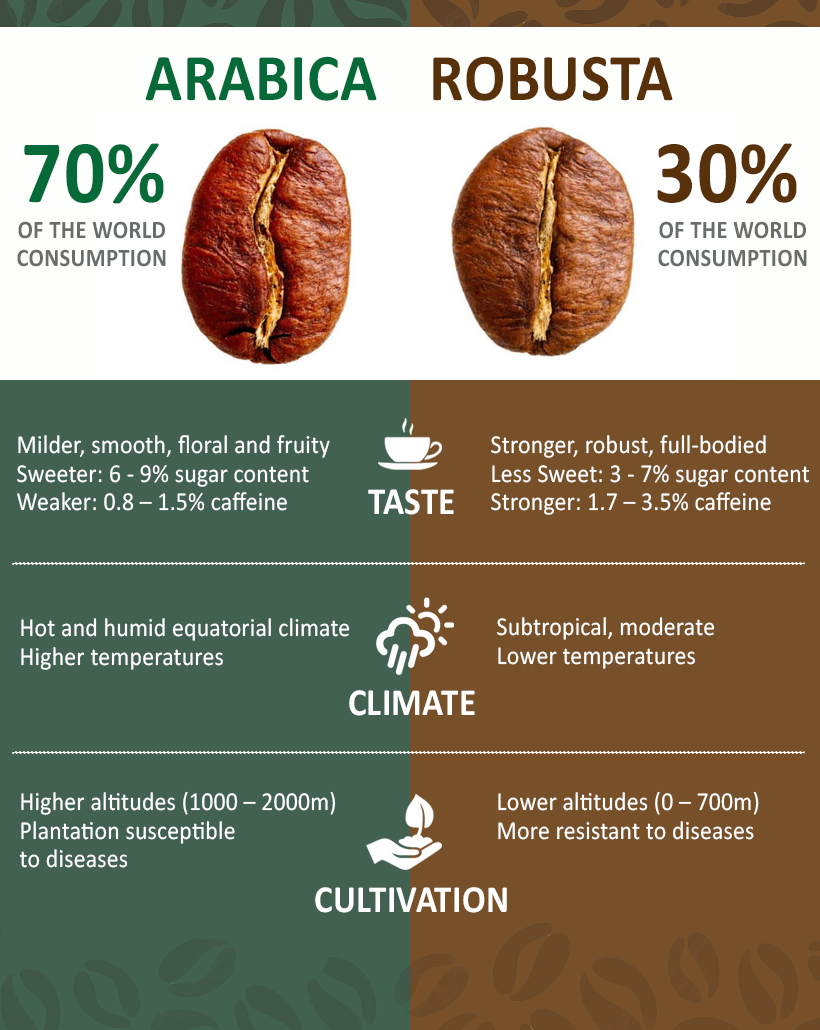 ARABICA
ROBUSTA
70%
OF THE WORLD
CONSUMPTION
30%
OF THE WORLD
CONSUMPTION
Milder, smooth, floral and fruity
Sweeter: 6 - 9% sugar content
Weaker: 0.8 – 1.5% caffeine
TASTE
Stronger, robust, full-bodied
Less Sweet: 3 - 7% sugar content
Stronger: 1.7 – 3.5% caffeine
Hot and humid equatorial climate
Higher temperatures
CLIMATE
Subtropical, moderate
Lower temperatures
Higher altitudes (1000 – 2000m)
Plantation susceptible
to diseases
CULTIVATION
Lower altitudes (0 – 700m)
More resistant to diseases